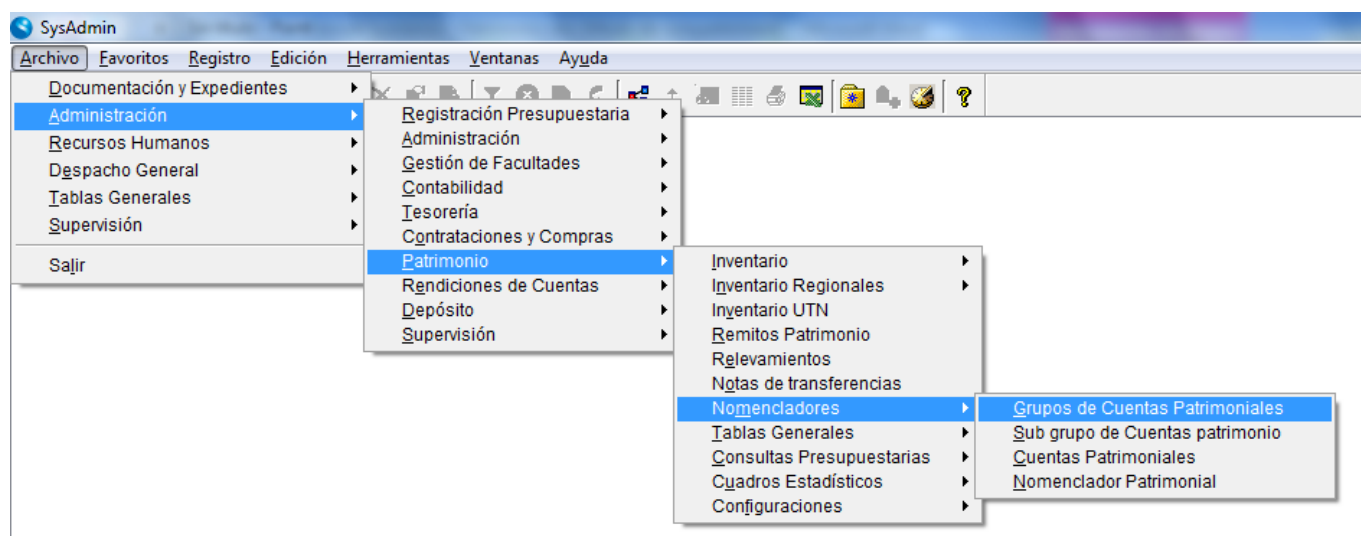 SysAdmin
Archivo Favoritos Registro Edición Herramientas Ventanas Ayuda
Documentación y Expedientes
Administración
Recursos Humanos
Despacho General
Tablas Generales
Supervisión
Salir
Registración Presupuestaria
Administración
Gestión de Facultades
Contabilidad
Tesorería
Contrataciones y Compras
Patrimonio
Rendiciones de Cuentas
Depósito
Supervisión
Inventario
Inventario Regionales
Inventario UTN
Remitos Patrimonio
Relevamientos
Notas de transferencias
Nomencladores
Tablas Generales
Consultas Presupuestarias
Cuadros Estadísticos
Configuraciones
Grupos de Cuentas Patrimoniales
Sub grupo de Cuentas patrimonio
Cuentas Patrimoniales
Nomenclador Patrimonial